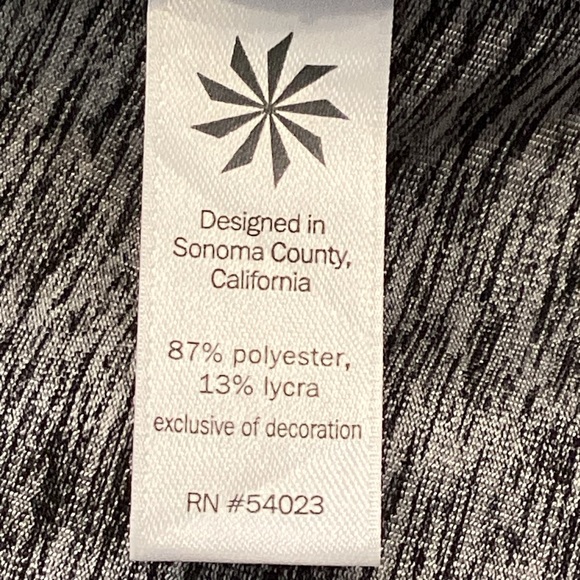 Designed in
Sonoma County,
California
87% polyester,
13% lycra
exclusive of decoration
RN #54023